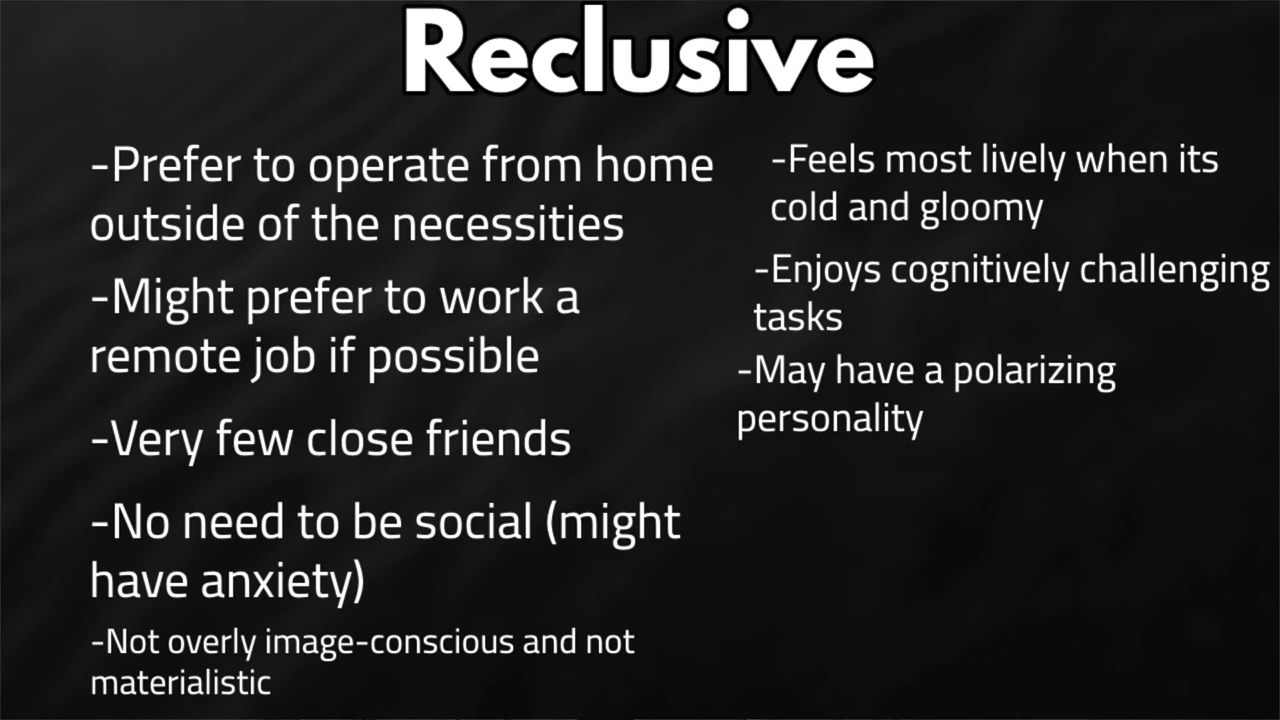 Reclusive
-Prefer to operate from home
outside of the necessities
-Might prefer to work a
remote job if possible
-Very few close friends
-No need to be social (might
have anxiety)
-Not overly image-conscious and not
materialistic
-Feels most lively when its
cold and gloomy
-Enjoys cognitively challenging
tasks
-May have a polarizing
personality